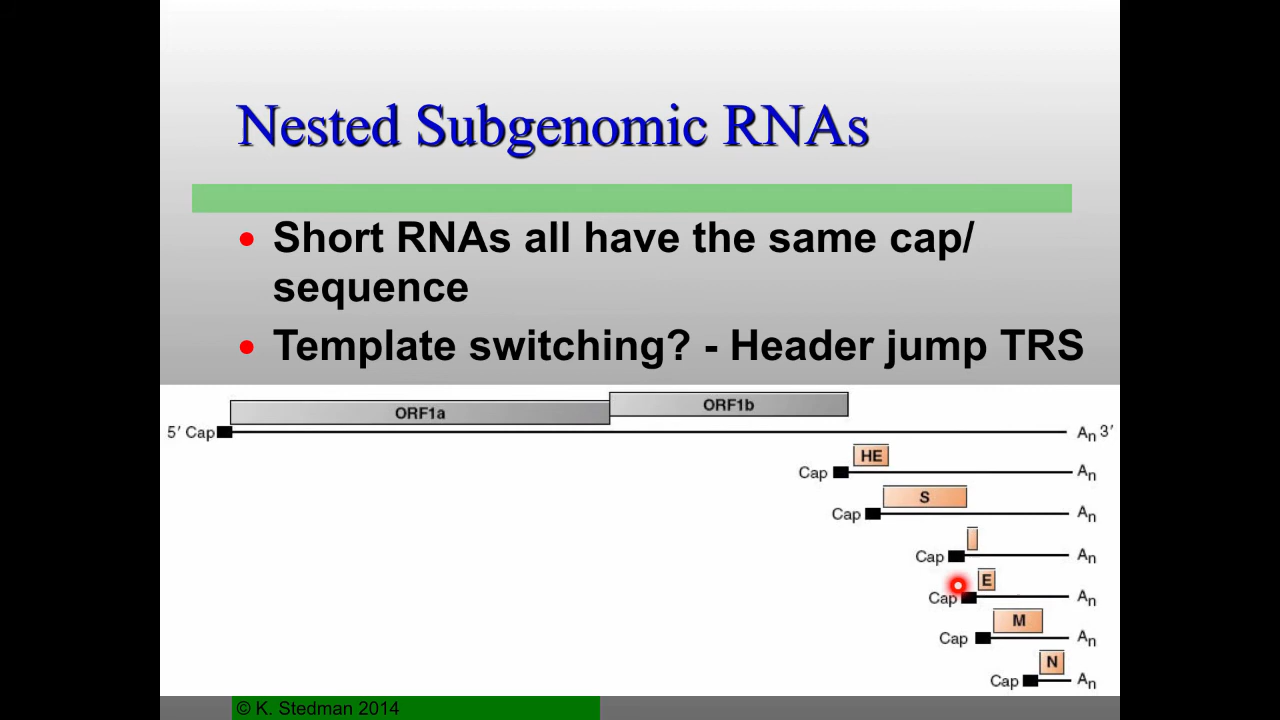 Nested Subgenomic RNAs
• Short RNAs all have the same cap/
sequence
• Template switching? - Header jump TRS
ORF1a
ORF1b
5′ Cap
An 3′
HE
Cap
An
S
Cap
An
Cap
An
E
Cap
An
M
Cap
An
N
Cap
An
© K. Stedman 2014